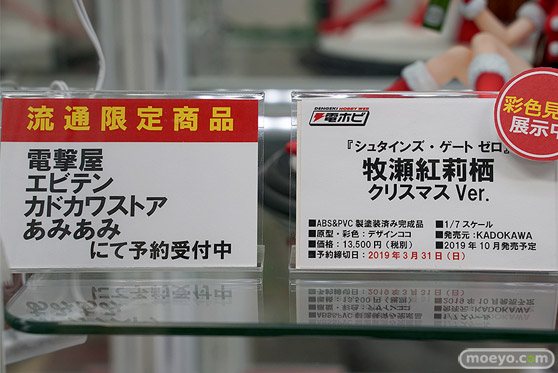 流通限定商品
電撃屋
エビテン
カドカワストア
あみあみ
にて予約受付中
DENGEKI HOBBY WEB
電ホビ
『シュタインズ・ゲート ゼロ』
牧瀬紅莉栖
クリスマス Ver.
■ABS&PVC 製塗装済み完成品
■1/7 スケール
■原型・彩色：デザインココ
■発売元：KADOKAWA
■価格：13,500円（税別）
■2019年10月発売予定
■予約締切日：2019年3月31日（日）
彩色見
展示中
moeyo.com